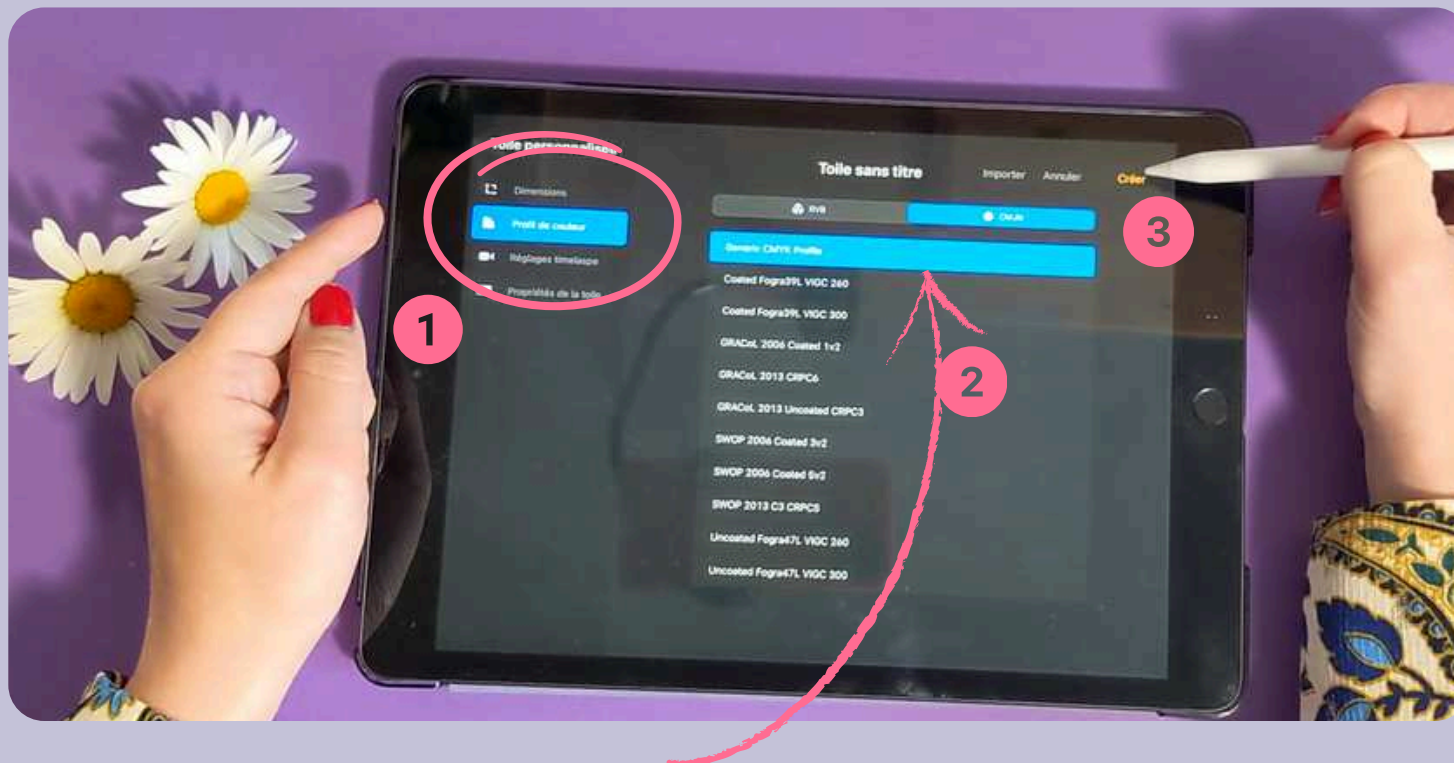 Toile personnalisée
Dimensions
Profil de couleur
Réglages timelapse
Propriétés de la toile
1
Toile sans titre
Importer Annuler Créer
RVB CMJN
Generic CMYK Profile
Coated Fogra39L VIGC 260
Coated Fogra39L VIGC 300
GRACoL 2006 Coated 1v2
GRACoL 2013 CRPC6
GRACoL 2013 Uncoated CRPC3
SWOP 2006 Coated 3v2
SWOP 2006 Coated 5v2
SWOP 2013 C3 CRPC5
Uncoated Fogra47L VIGC 260
Uncoated Fogra47L VIGC 300
2
3